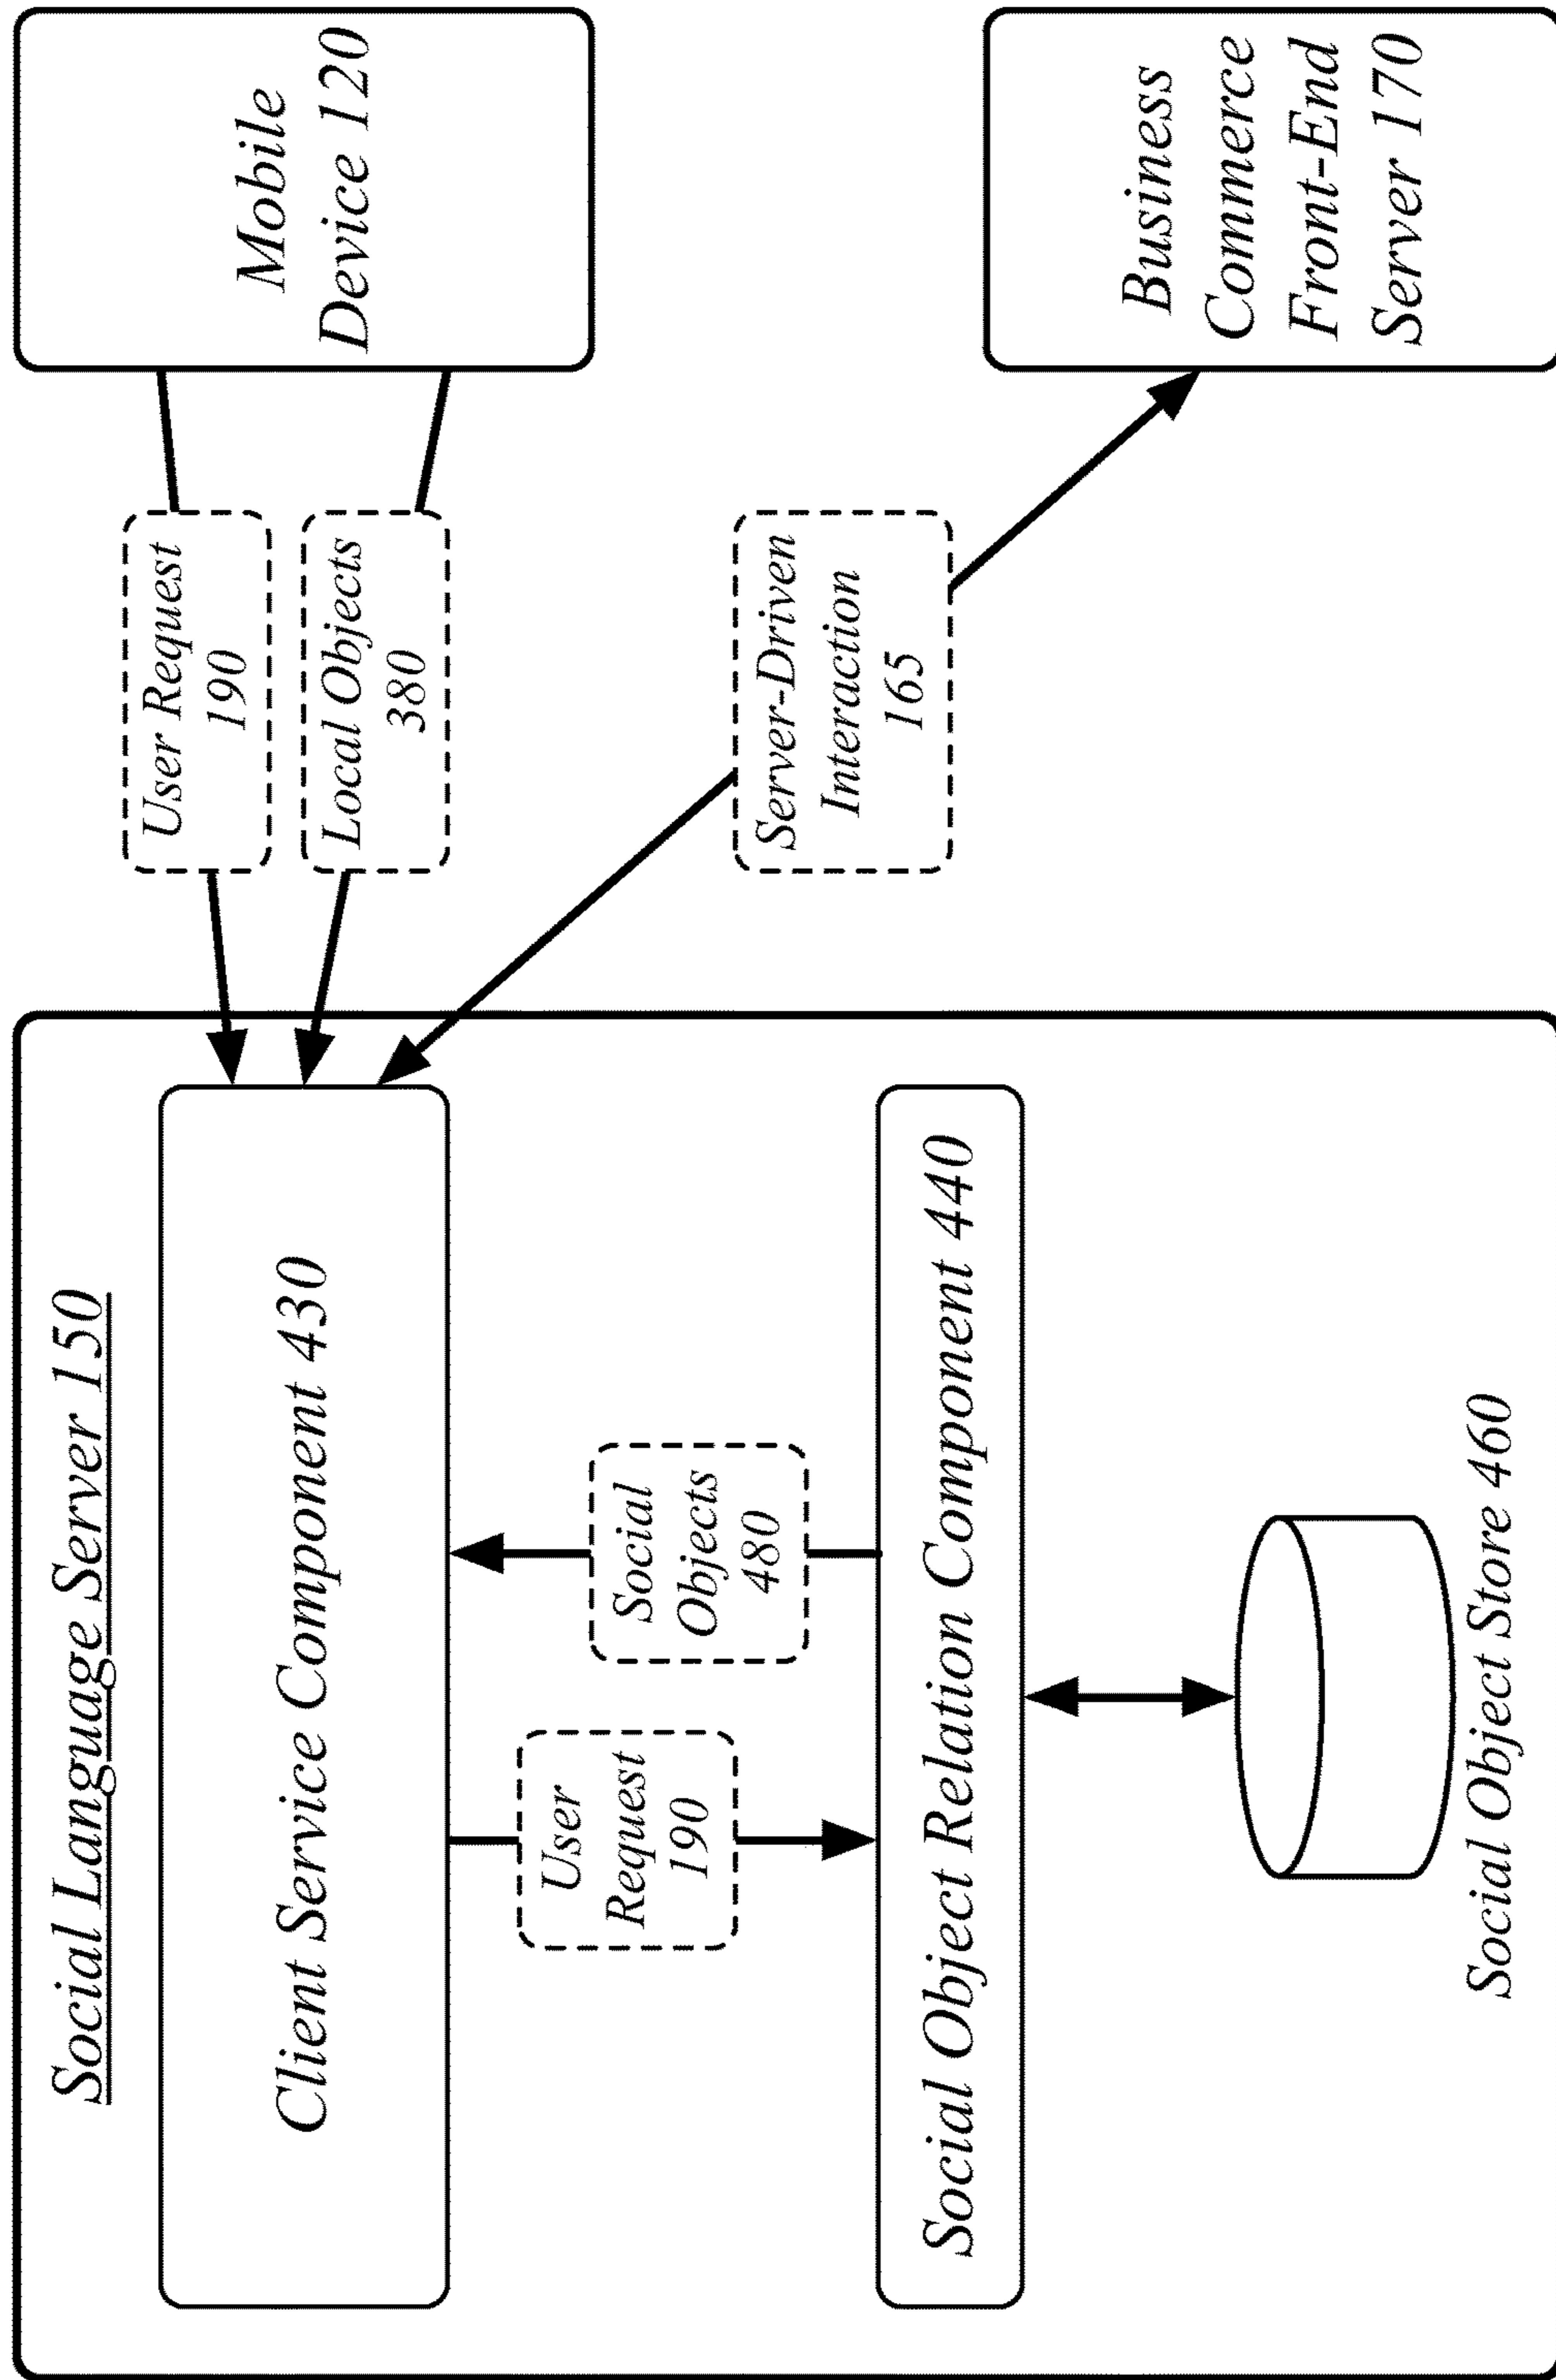 Social Language Server 150
Client Service Component 430
User
Request
190
Social
Objects
480
Social Object Relation Component 440
Social Object Store 460
User Request
190
Local Objects
380
Server-Driven
Interaction
165
Mobile
Device 120
Business
Commerce
Front-End
Server 170